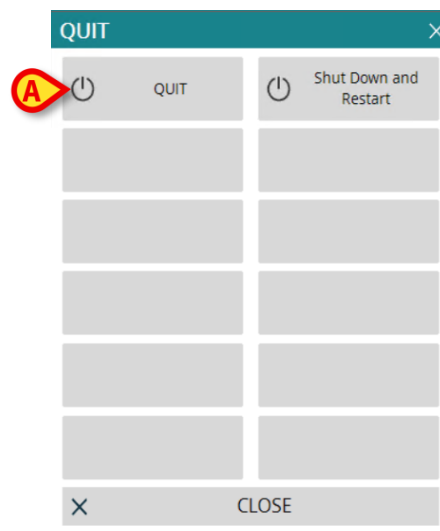 QUIT
A
QUIT
Shut Down and
Restart
CLOSE